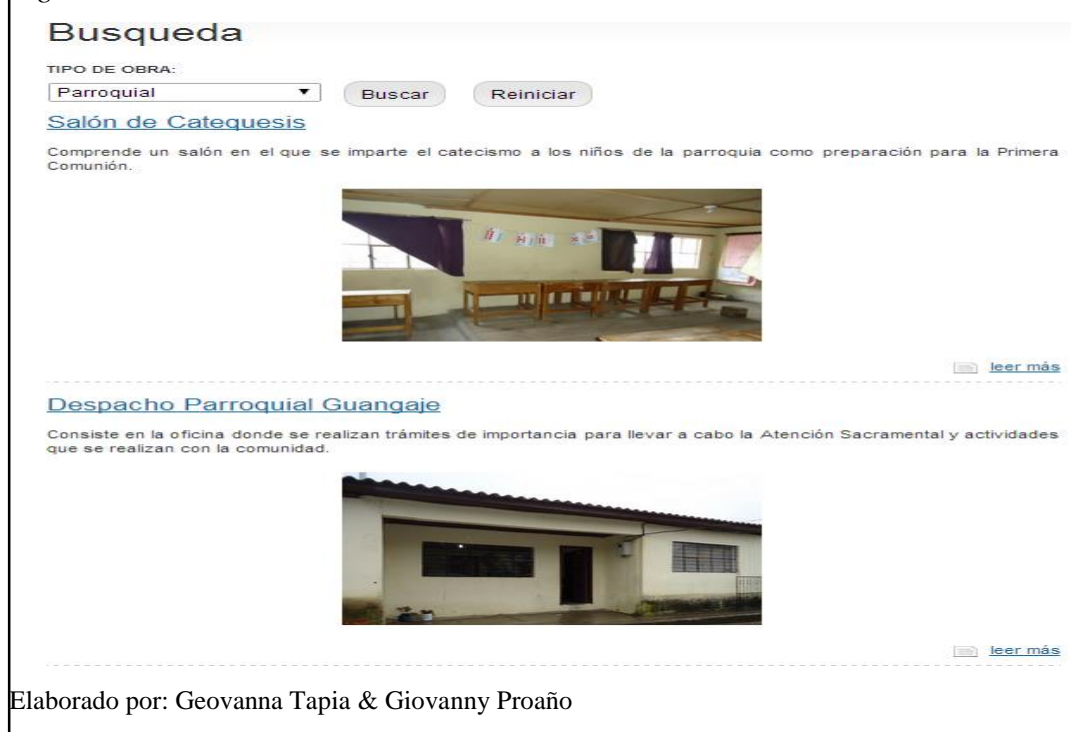 Busqueda
TIPO DE OBRA:
Parroquial ▼ Buscar Reiniciar
Salón de Catequesis
Comprende un salón en el que se imparte el catecismo a los niños de la parroquia como preparación para la Primera
Comunión.
leer más
Despacho Parroquial Guangaje
Consiste en la oficina donde se realizan trámites de importancia para llevar a cabo la Atención Sacramental y actividades
que se realizan con la comunidad.
leer más
Elaborado por: Geovanna Tapia & Giovanny Proaño